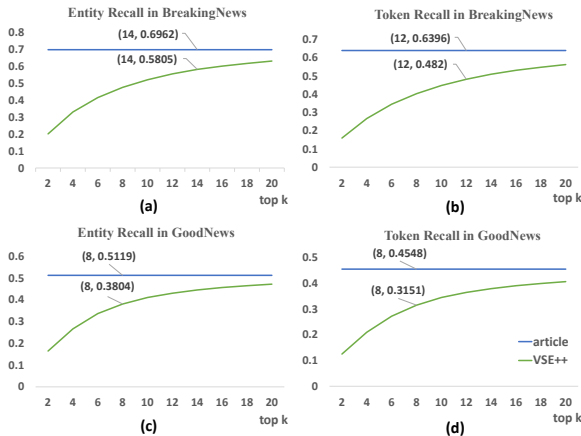 Entity Recall in BreakingNews
0.8
0.7
0.6
0.5
0.4
0.3
0.2
0.1
0
(14, 0.6962)
(14, 0.5805)
2 4 6 8 10 12 14 16 18 20
top k
(a)
Token Recall in BreakingNews
0.7
0.6
0.5
0.4
0.3
0.2
0.1
0
(12, 0.6396)
(12, 0.482)
2 4 6 8 10 12 14 16 18 20
top k
(b)
Entity Recall in GoodNews
0.6
0.5
0.4
0.3
0.2
0.1
0
(8, 0.5119)
(8, 0.3804)
2 4 6 8 10 12 14 16 18 20
top k
(c)
Token Recall in GoodNews
0.5
0.4
0.3
0.2
0.1
0
(8, 0.4548)
(8, 0.3151)
article
VSE++
2 4 6 8 10 12 14 16 18 20
top k
(d)